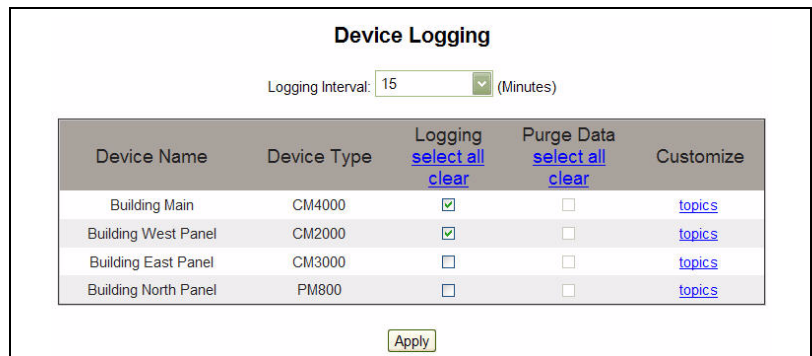 Device Logging
Logging Interval: 15 (Minutes)
Device Name Device Type Logging select all clear Purge Data select all clear Customize
Building Main CM4000 topics
Building West Panel CM2000 topics
Building East Panel CM3000 topics
Building North Panel PM800 topics
Apply